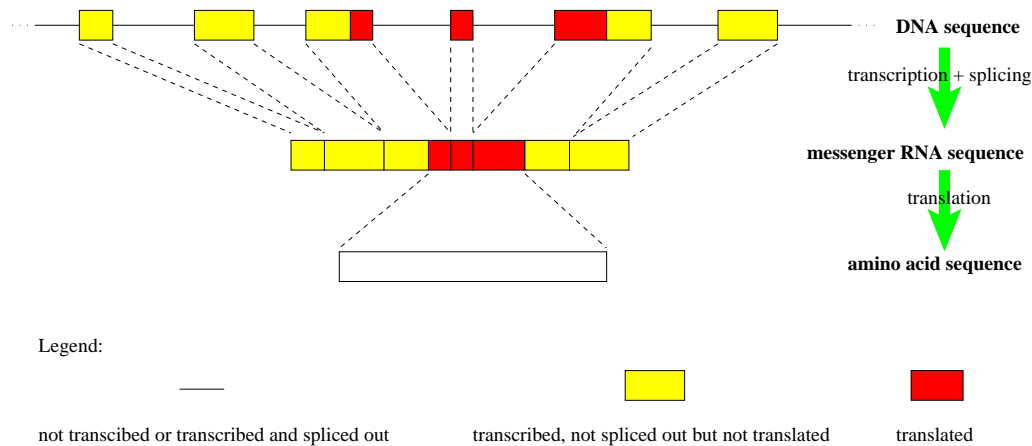 DNA sequence
transcription + splicing
messenger RNA sequence
translation
amino acid sequence
Legend:
not transcibed or transcribed and spliced out
transcribed, not spliced out but not translated
translated